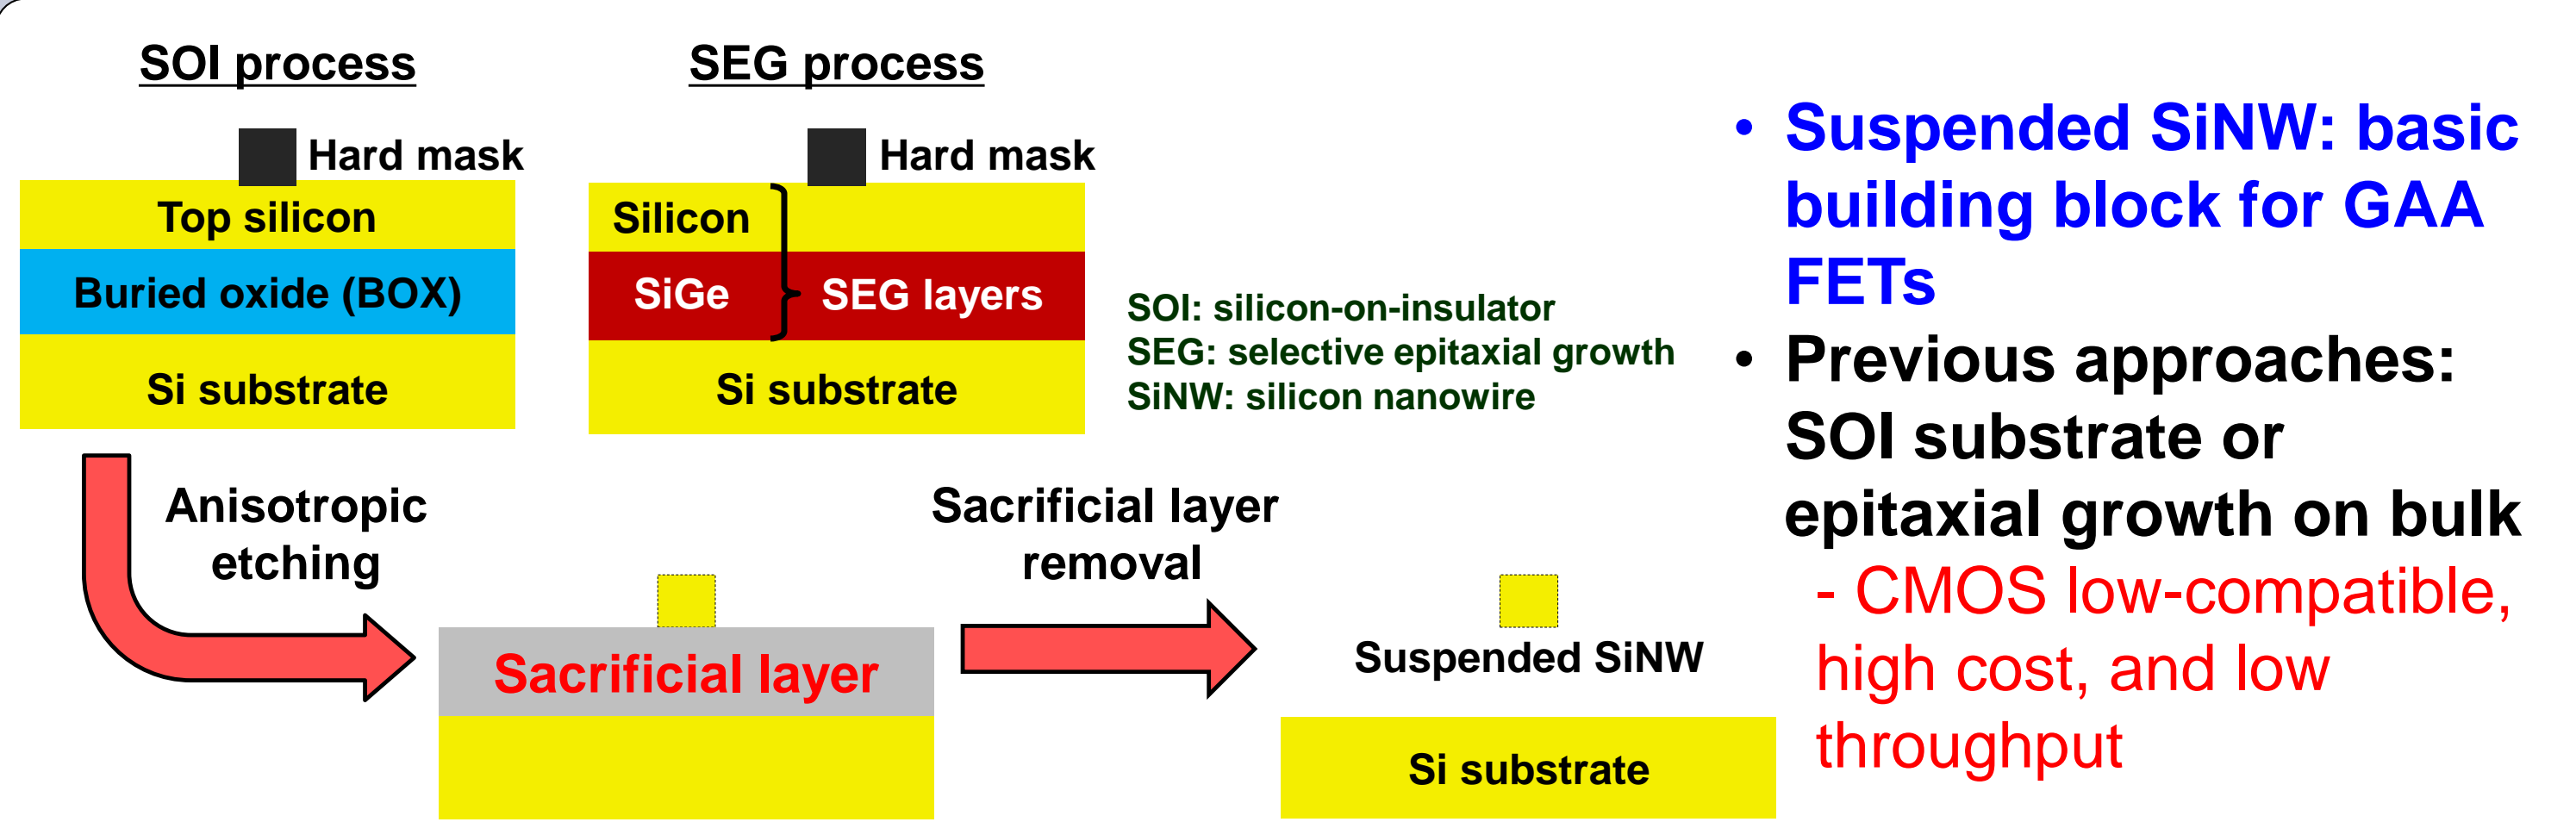 SOI process
Hard mask
Top silicon
Buried oxide (BOX)
Si substrate
SEG process
Hard mask
Silicon
SiGe
SEG layers
Si substrate
SOI: silicon-on-insulator
SEG: selective epitaxial growth
SiNW: silicon nanowire
Anisotropic
etching
Sacrificial layer
Sacrificial layer
removal
Suspended SiNW
Si substrate
• Suspended SiNW: basic
building block for GAA
FETs
• Previous approaches:
SOI substrate or
epitaxial growth on bulk
- CMOS low-compatible,
high cost, and low
throughput